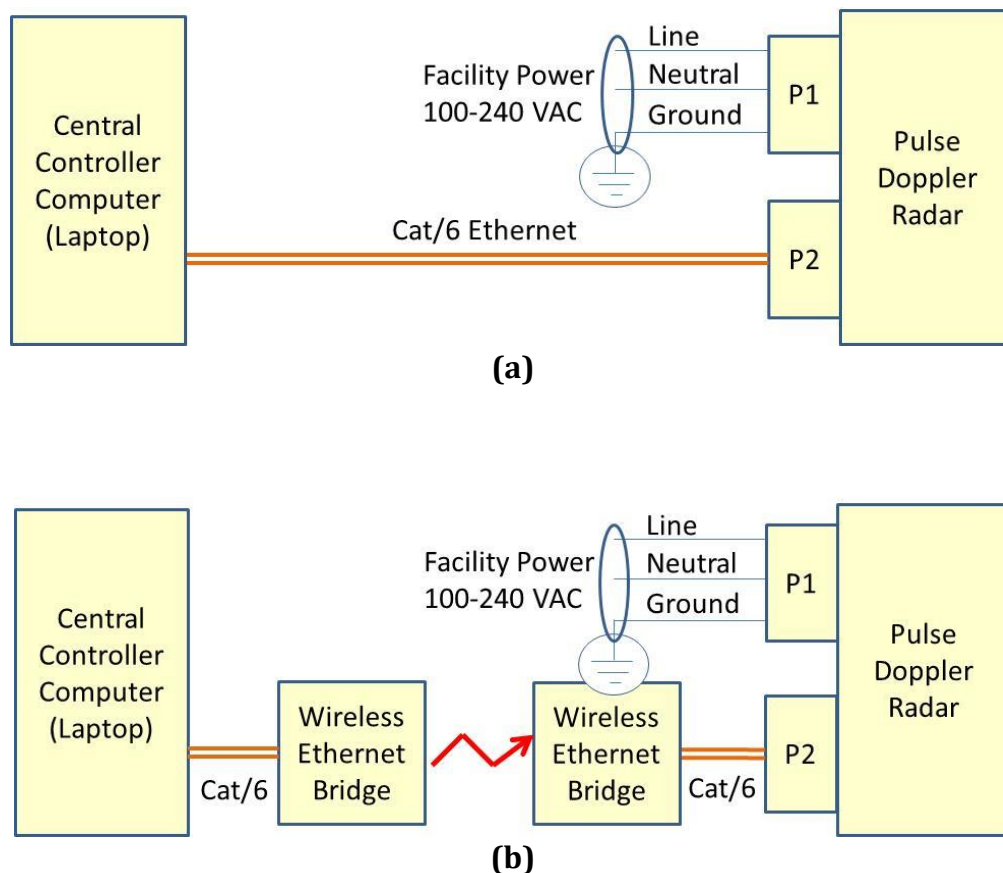 Central
Controller
Computer
(Laptop)
Facility Power
100-240 VAC
Line
Neutral
Ground
P1
Pulse
Doppler
Radar
Cat/6 Ethernet
P2
(a)
Central
Controller
Computer
(Laptop)
Facility Power
100-240 VAC
Line
Neutral
Ground
P1
Pulse
Doppler
Radar
Cat/6
Wireless
Ethernet
Bridge
Wireless
Ethernet
Bridge
Cat/6
P2
(b)